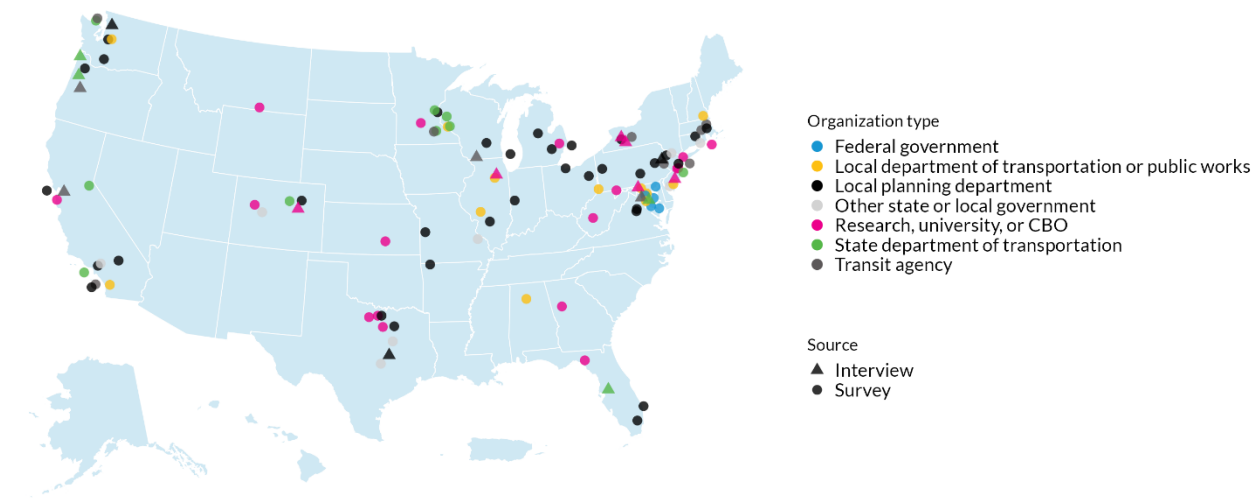 Organization type
Federal government
Local department of transportation or public works
Local planning department
Other state or local government
Research, university, or CBO
State department of transportation
Transit agency
Source
Interview
Survey